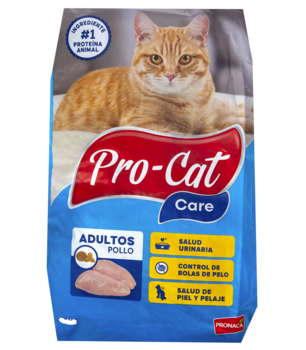 INGREDIENTE
#1
PROTEÍNA
ANIMAL
Pro-Cat
Care
ADULTOS
POLLO
SALUD
URINARIA
CONTROL DE
BOLAS DE PELO
SALUD DE
PIEL Y PELAJE
PRONACA